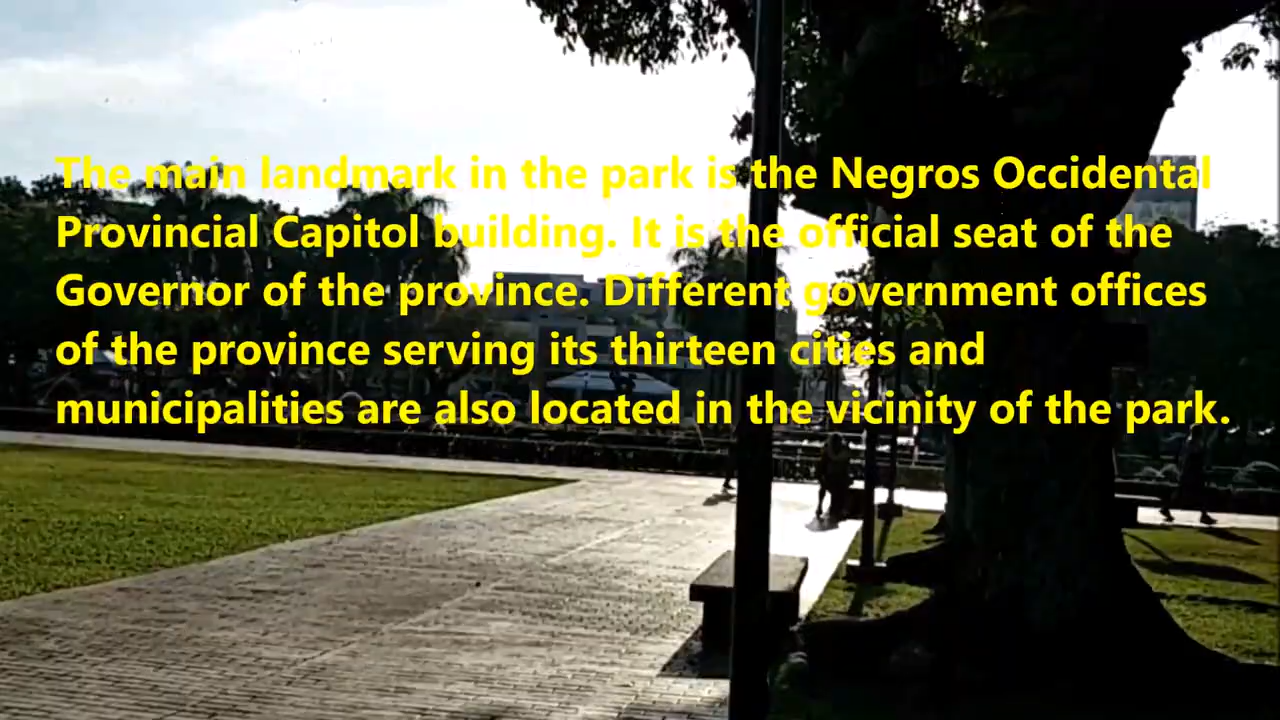 The main landmark in the park is the Negros Occidental
Provincial Capitol building. It is the official seat of the
Governor of the province. Different government offices
of the province serving its thirteen cities and
municipalities are also located in the vicinity of the park.